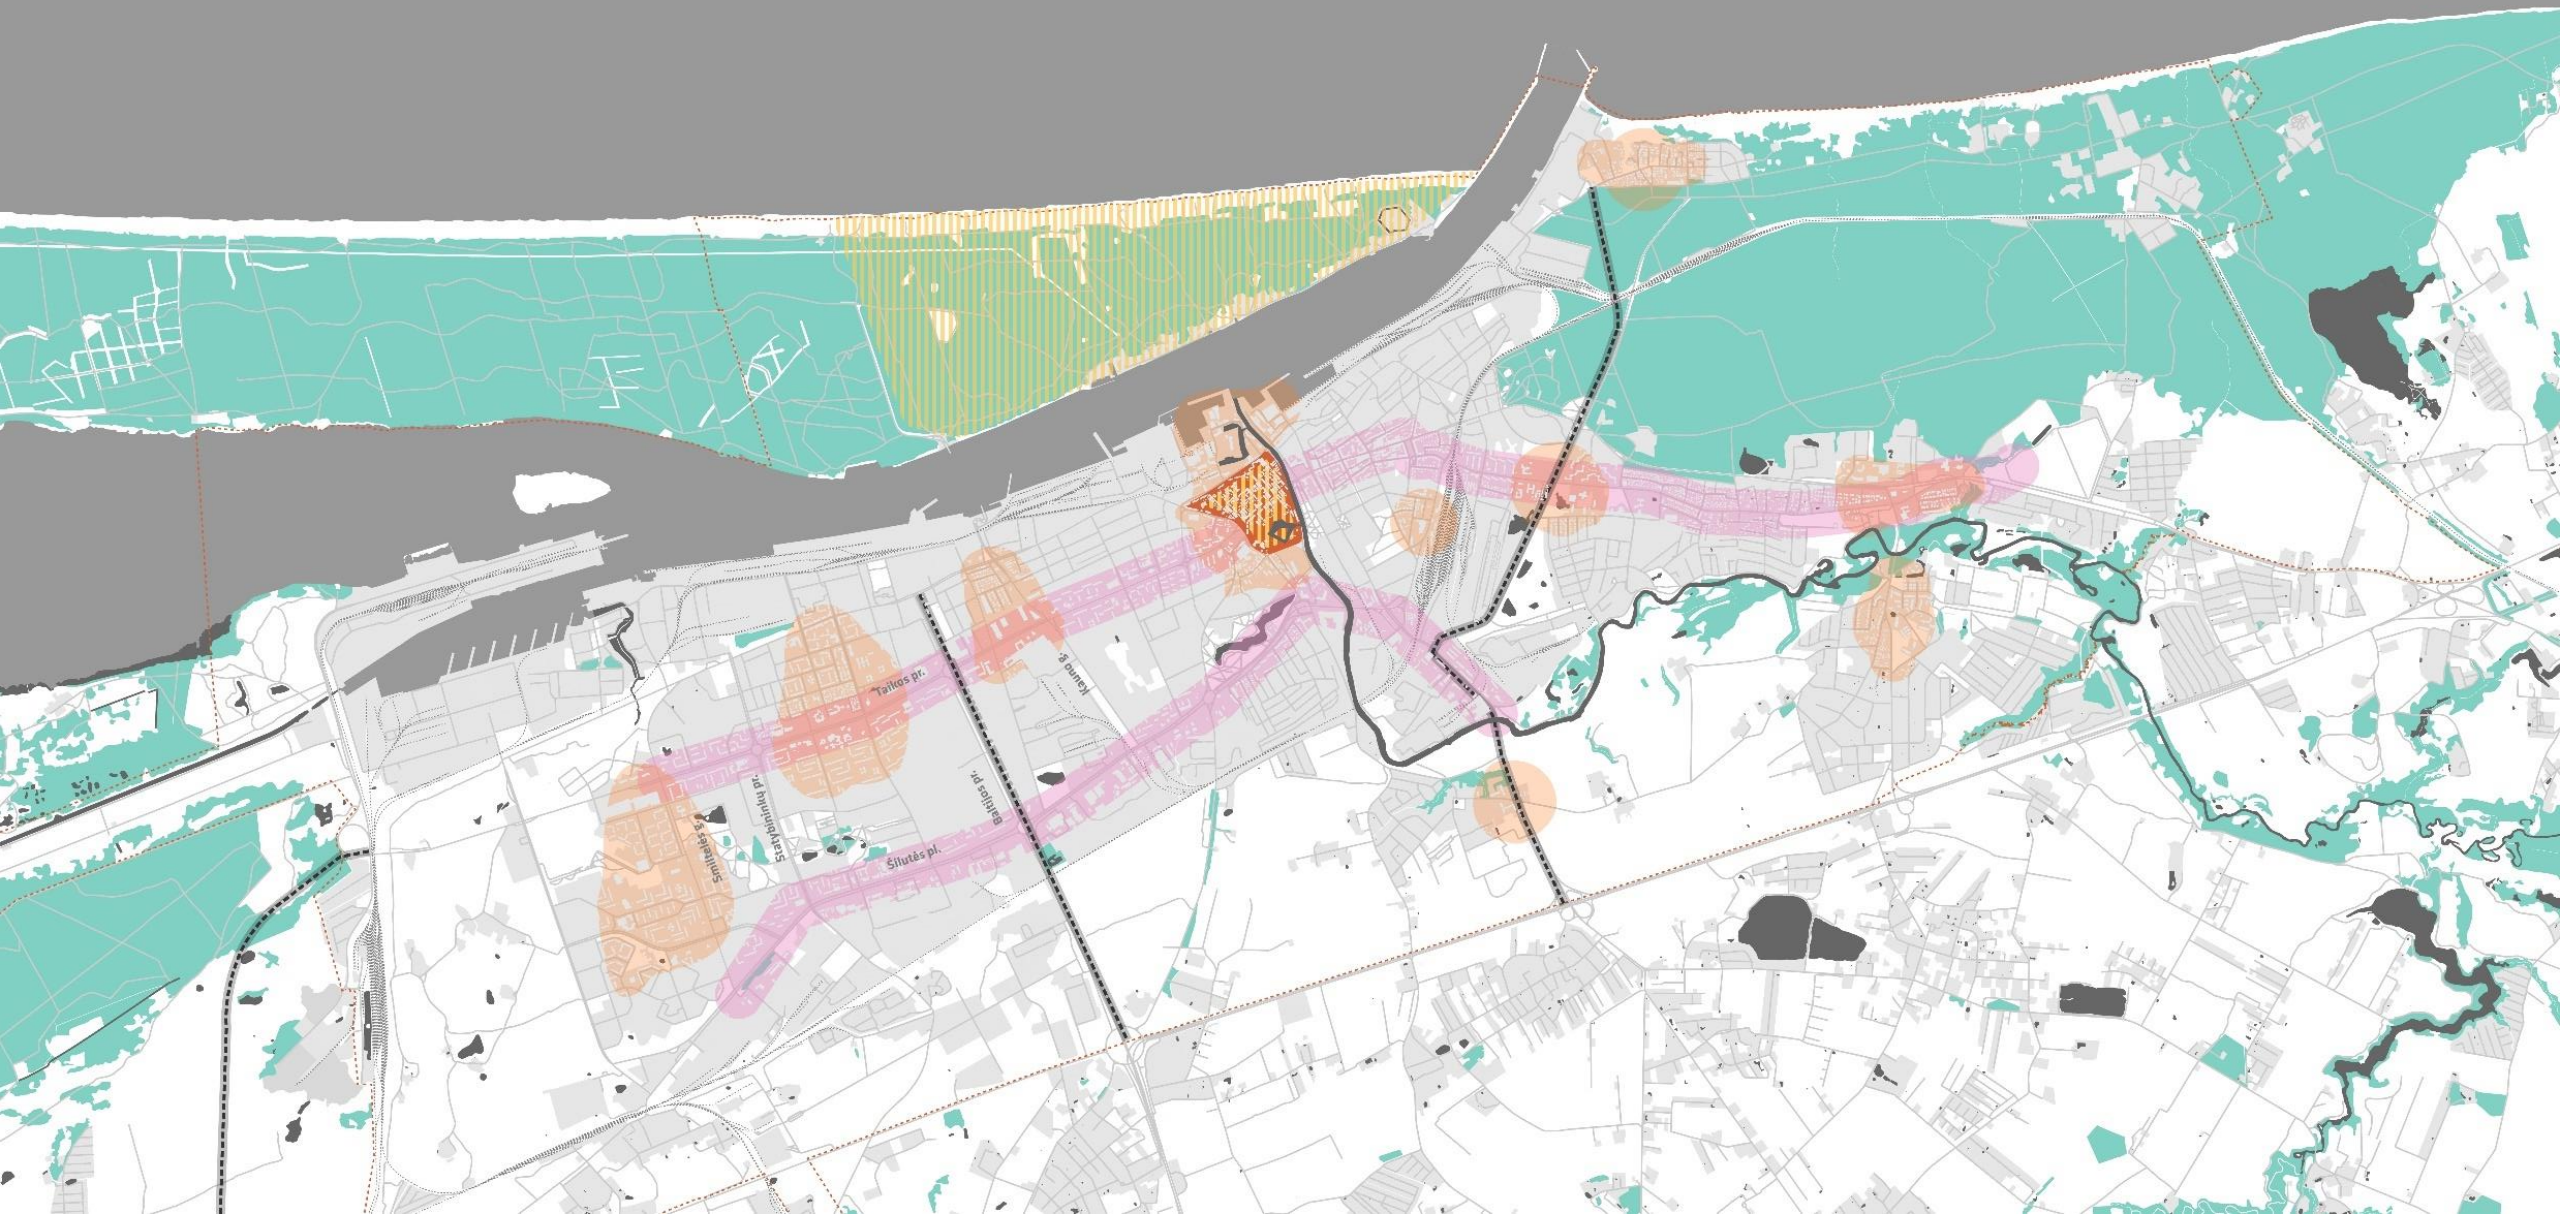 Taikos pr.
Kauno g.
Baltijos pr.
Statybininkų pr.
Smiltelės g.
Šilutės pl.